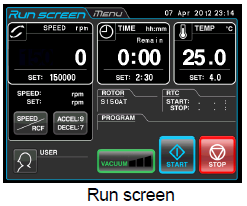 Run screen Menu 07 Apr 2012 23:14
SPEED rpm TIME hh:mm TEMP °C
Remain
0 0:00 25.0
SET: 150000 SET: 2:30 SET: 4.0
SPEED: rpm ROTOR RTC
SET: rpm S150AT START: : :
STOP: : :
PROGRAM
SPEED/RCF ACCEL:9
DECEL:7
USER
VACUUM START STOP
Run screen